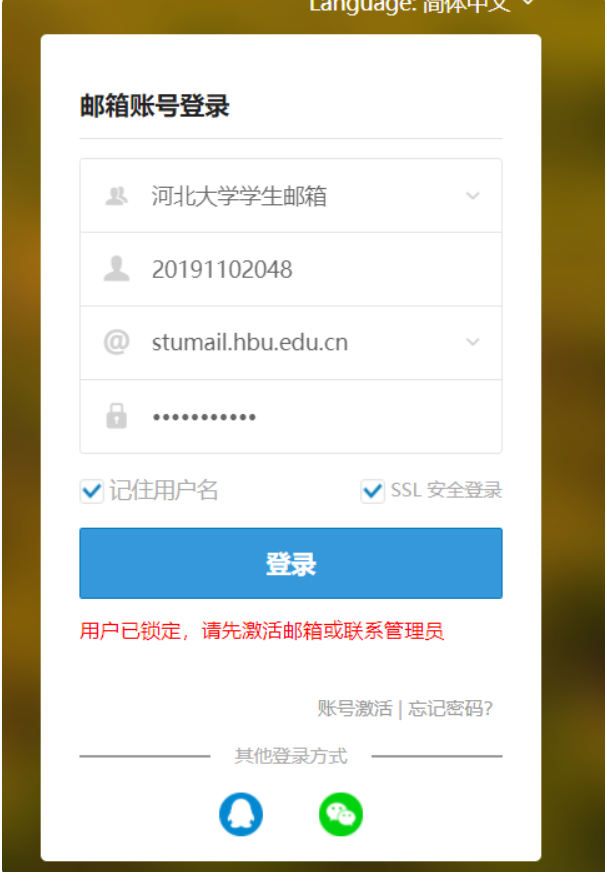 Language: 简体中文
邮箱账号登录
河北大学学生邮箱
20191102048
@ stumail.hbu.edu.cn
•••••••••••
记住用户名 SSL 安全登录
登录
用户已锁定，请先激活邮箱或联系管理员
账号激活 | 忘记密码?
其他登录方式